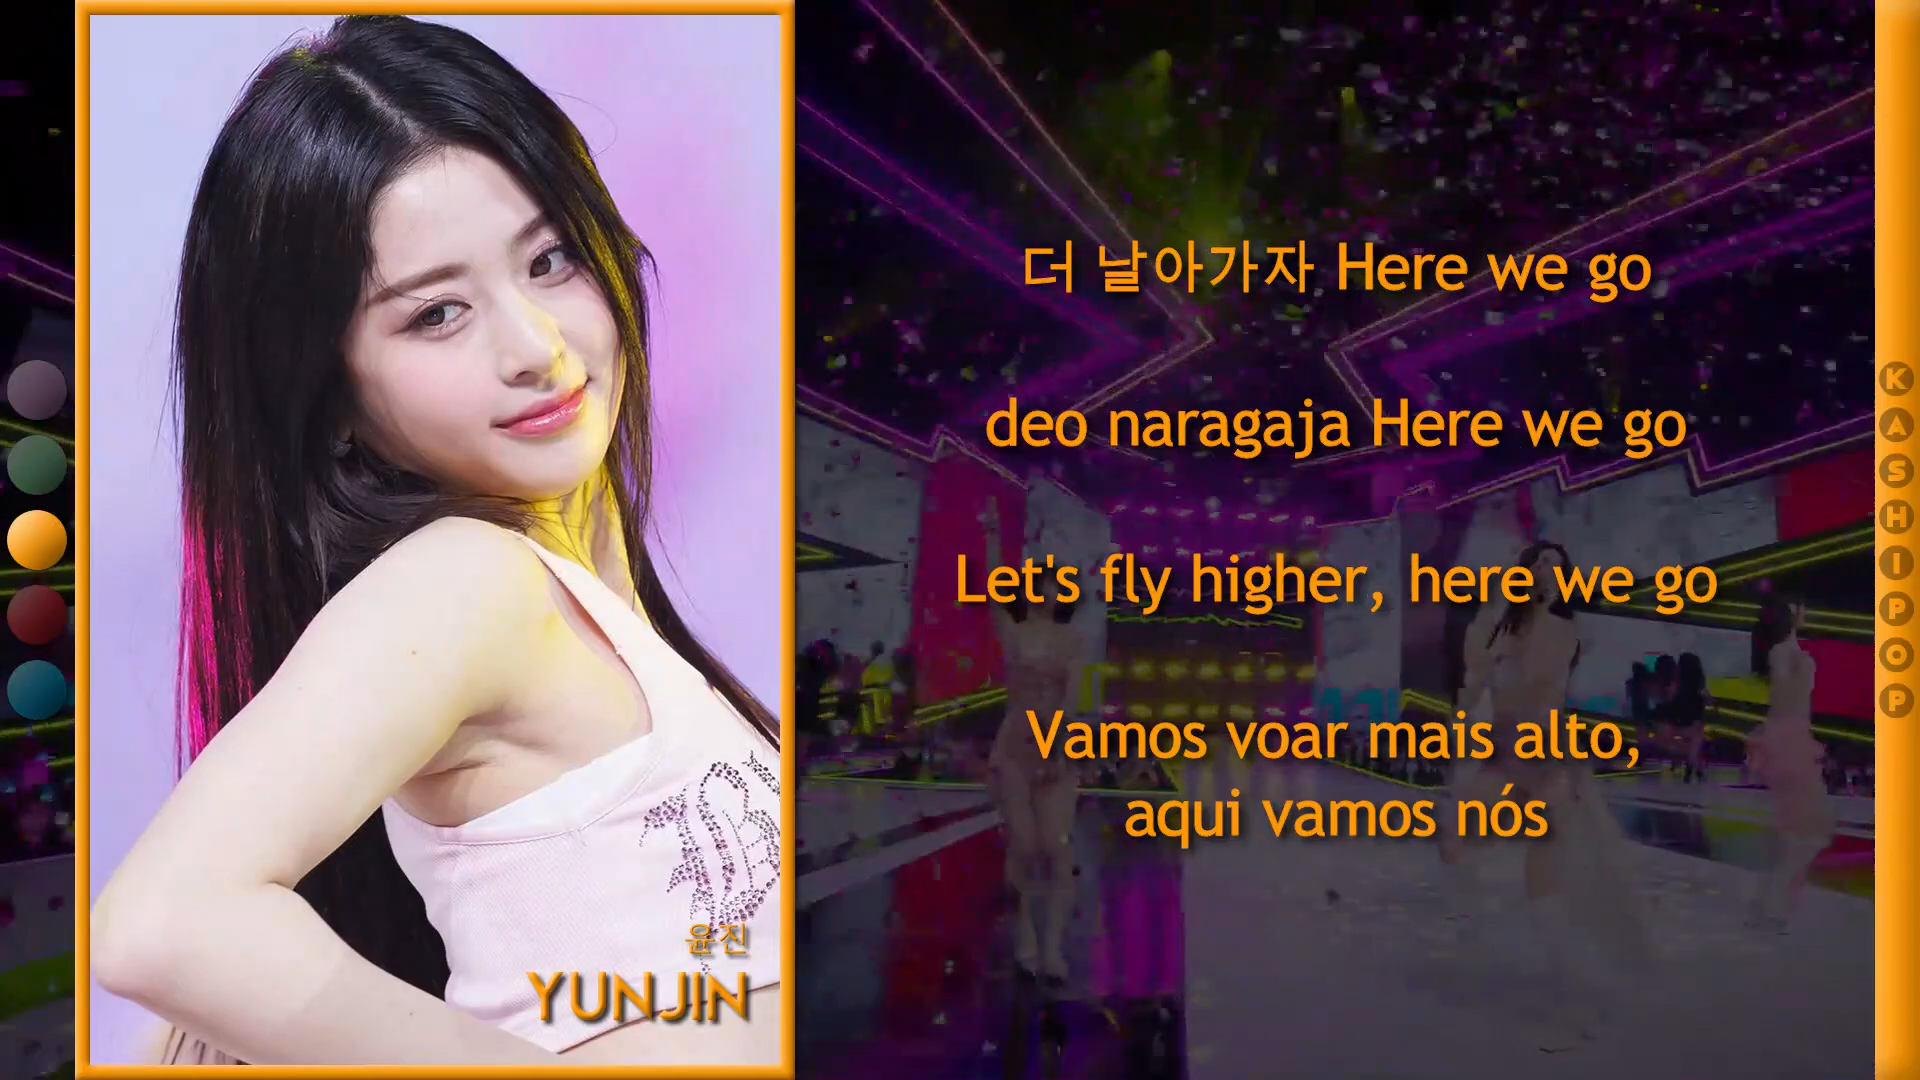 더 날아가자 Here we go
deo naragaja Here we go
Let's fly higher, here we go
Vamos voar mais alto,
aqui vamos nós
윤진
YUNJIN
KASHIPOP